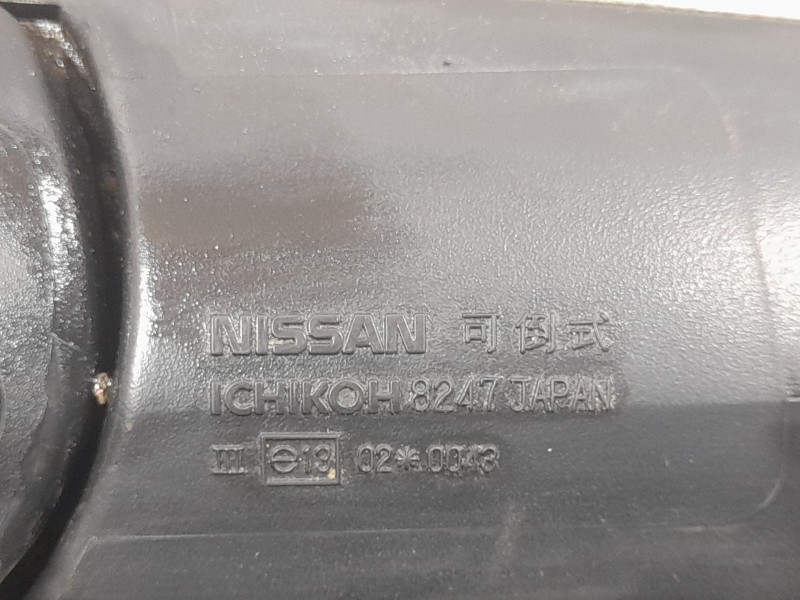 NISSAN 可倒式
ICHIKOH 8247 JAPAN
III e13 02*0043